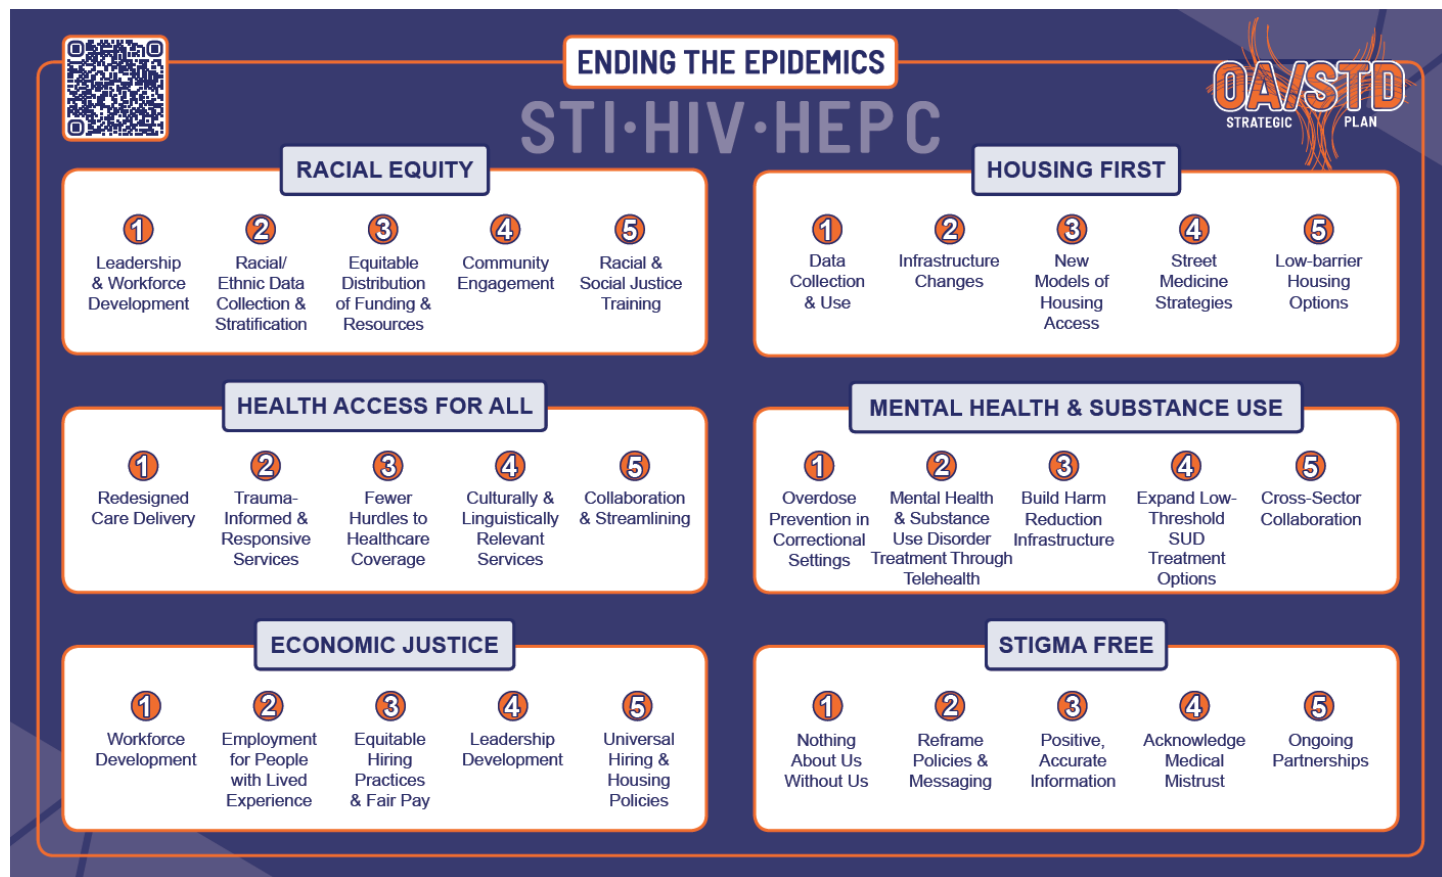 ENDING THE EPIDEMICS
STI·HIV·HEP C
OA/STD
STRATEGIC PLAN
RACIAL EQUITY
1
Leadership
& Workforce
Development
2
Racial/
Ethnic Data
Collection &
Stratification
3
Equitable
Distribution
of Funding &
Resources
4
Community
Engagement
5
Racial &
Social Justice
Training
HOUSING FIRST
1
Data
Collection
& Use
2
Infrastructure
Changes
3
New
Models of
Housing
Access
4
Street
Medicine
Strategies
5
Low-barrier
Housing
Options
HEALTH ACCESS FOR ALL
1
Redesigned
Care Delivery
2
Trauma-
Informed &
Responsive
Services
3
Fewer
Hurdles to
Healthcare
Coverage
4
Culturally &
Linguistically
Relevant
Services
5
Collaboration
& Streamlining
MENTAL HEALTH & SUBSTANCE USE
1
Overdose
Prevention in
Correctional
Settings
2
Mental Health
& Substance
Use Disorder
Treatment Through
Telehealth
3
Build Harm
Reduction
Infrastructure
4
Expand Low-
Threshold
SUD
Treatment
Options
5
Cross-Sector
Collaboration
ECONOMIC JUSTICE
1
Workforce
Development
2
Employment
for People
with Lived
Experience
3
Equitable
Hiring
Practices
& Fair Pay
4
Leadership
Development
5
Universal
Hiring &
Housing
Policies
STIGMA FREE
1
Nothing
About Us
Without Us
2
Reframe
Policies &
Messaging
3
Positive,
Accurate
Information
4
Acknowledge
Medical
Mistrust
5
Ongoing
Partnerships